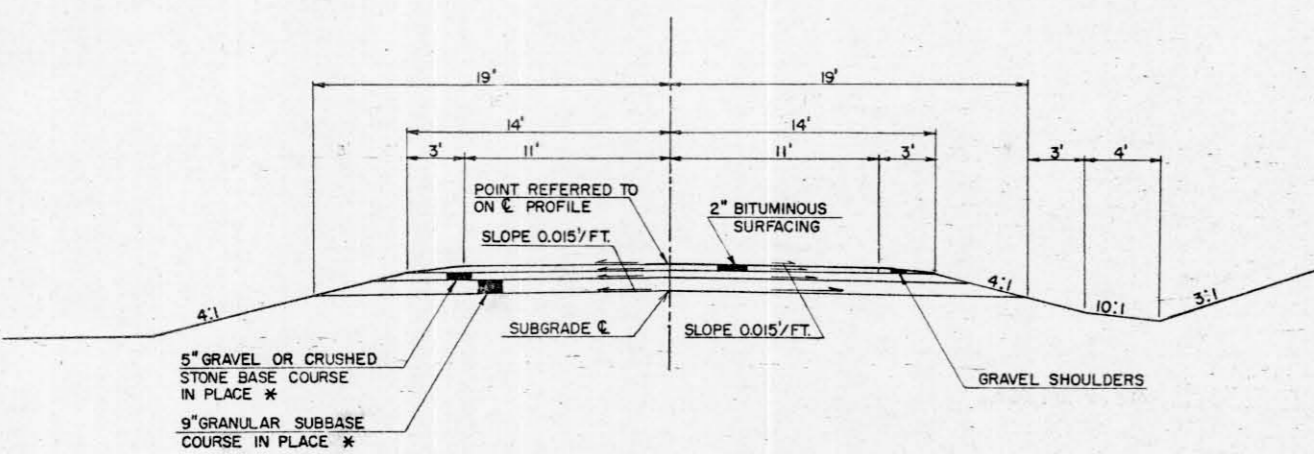 19' 19'
14' 14'
3' 11' 11' 3' 3' 4'
POINT REFERRED TO
ON ℄ PROFILE
2" BITUMINOUS
SURFACING
SLOPE 0.015'/FT.
4:1 4:1 10:1 3:1
SUBGRADE ℄ SLOPE 0.015'/FT.
5" GRAVEL OR CRUSHED
STONE BASE COURSE
IN PLACE *
GRAVEL SHOULDERS
9" GRANULAR SUBBASE
COURSE IN PLACE *